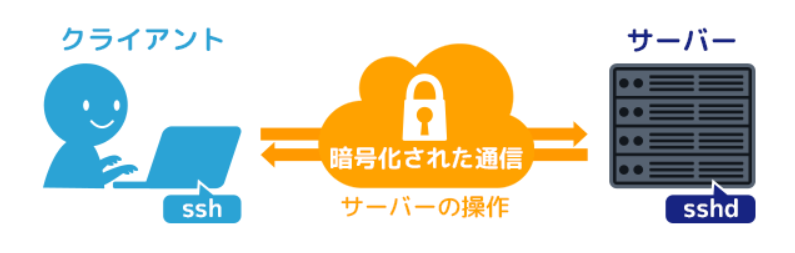 クライアント
サーバー
暗号化された通信
サーバーの操作
ssh
sshd